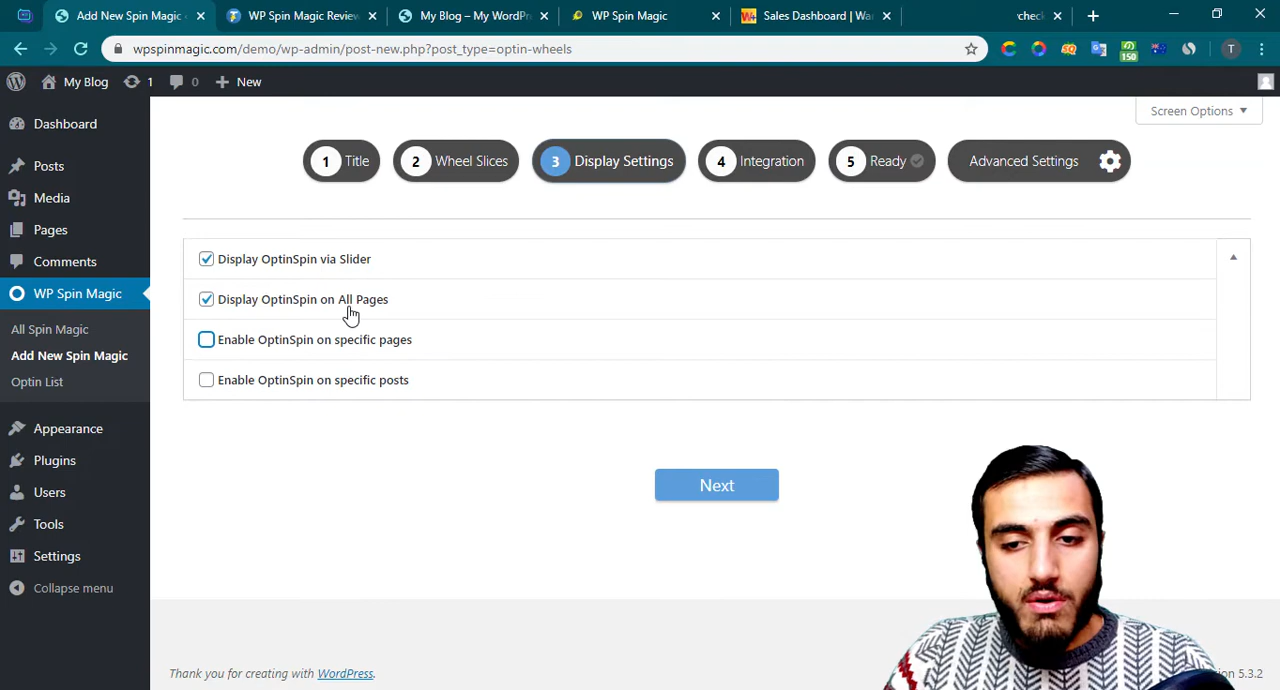 Add New Spin Magic
WP Spin Magic Review
My Blog – My WordPr
WP Spin Magic
W+ Sales Dashboard | War
check
wpspinmagic.com/demo/wp-admin/post-new.php?post_type=optin-wheels
SQ
150
T
My Blog
1
0
New
Screen Options
Dashboard
Posts
Media
Pages
Comments
WP Spin Magic
All Spin Magic
Add New Spin Magic
Optin List
Appearance
Plugins
Users
Tools
Settings
Collapse menu
1 Title
2 Wheel Slices
3 Display Settings
4 Integration
5 Ready
Advanced Settings
Display OptinSpin via Slider
Display OptinSpin on All Pages
Enable OptinSpin on specific pages
Enable OptinSpin on specific posts
Next
Thank you for creating with WordPress.
5.3.2